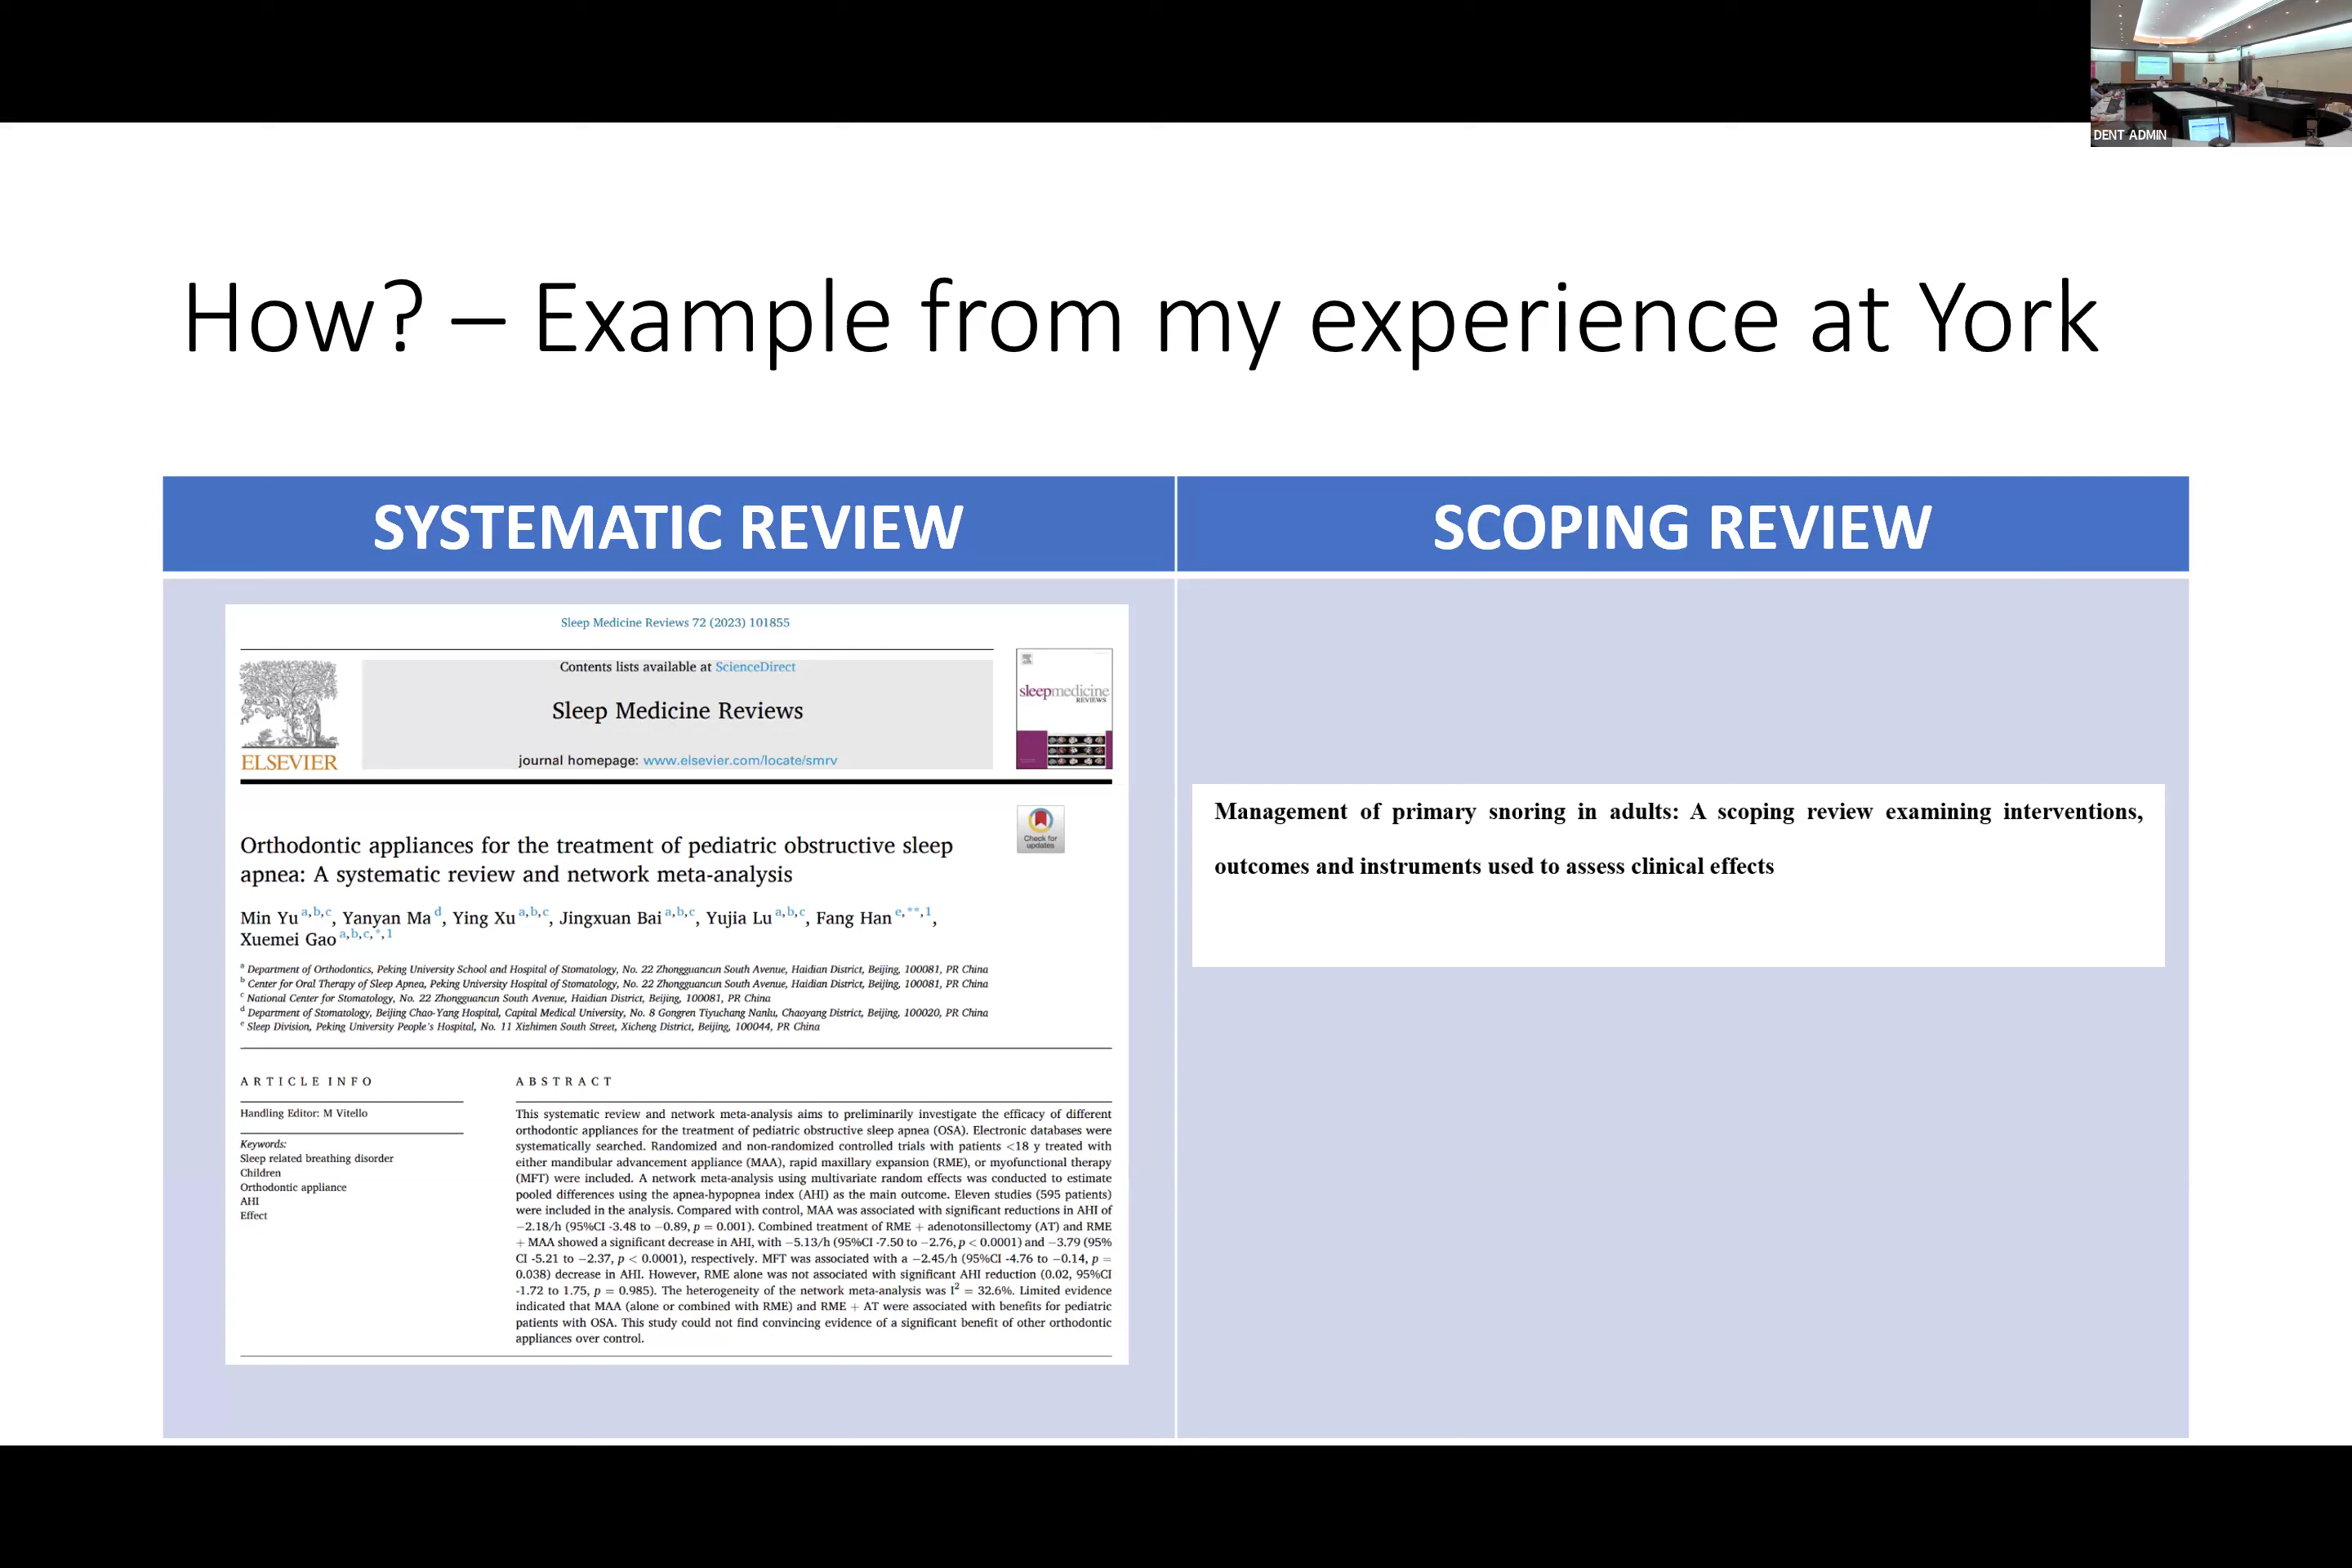 DENT ADMIN
How? – Example from my experience at York
SYSTEMATIC REVIEW
SCOPING REVIEW
Sleep Medicine Reviews 72 (2023) 101855
Contents lists available at ScienceDirect
Sleep Medicine Reviews
journal homepage: www.elsevier.com/locate/smrv
ELSEVIER
sleepmedicine
REVIEWS
Check for
updates
Orthodontic appliances for the treatment of pediatric obstructive sleep
apnea: A systematic review and network meta-analysis
Min Yu a,b,c, Yanyan Ma d, Ying Xu a,b,c, Jingxuan Bai a,b,c, Yujia Lu a,b,c, Fang Han e,**,1,
Xuemei Gao a,b,c,*,1
a Department of Orthodontics, Peking University School and Hospital of Stomatology, No. 22 Zhongguancun South Avenue, Haidian District, Beijing, 100081, PR China
b Center for Oral Therapy of Sleep Apnea, Peking University Hospital of Stomatology, No. 22 Zhongguancun South Avenue, Haidian District, Beijing, 100081, PR China
c National Center for Stomatology, No. 22 Zhongguancun South Avenue, Haidian District, Beijing, 100081, PR China
d Department of Stomatology, Beijing Chao-Yang Hospital, Capital Medical University, No. 8 Gongren Tiyuchang Nanlu, Chaoyang District, Beijing, 100020, PR China
e Sleep Division, Peking University People's Hospital, No. 11 Xizhimen South Street, Xicheng District, Beijing, 100044, PR China
ARTICLE INFO
Handling Editor: M Vitello
Keywords:
Sleep related breathing disorder
Children
Orthodontic appliance
AHI
Effect
ABSTRACT
This systematic review and network meta-analysis aims to preliminarily investigate the efficacy of different
orthodontic appliances for the treatment of pediatric obstructive sleep apnea (OSA). Electronic databases were
systematically searched. Randomized and non-randomized controlled trials with patients <18 y treated with
either mandibular advancement appliance (MAA), rapid maxillary expansion (RME), or myofunctional therapy
(MFT) were included. A network meta-analysis using multivariate random effects was conducted to estimate
pooled differences using the apnea-hypopnea index (AHI) as the main outcome. Eleven studies (595 patients)
were included in the analysis. Compared with control, MAA was associated with significant reductions in AHI of
−2.18/h (95%CI -3.48 to −0.89, p = 0.001). Combined treatment of RME + adenotonsillectomy (AT) and RME
+ MAA showed a significant decrease in AHI, with −5.13/h (95%CI -7.50 to −2.76, p < 0.0001) and −3.79 (95%
CI -5.21 to −2.37, p < 0.0001), respectively. MFT was associated with a −2.45/h (95%CI -4.76 to −0.14, p =
0.038) decrease in AHI. However, RME alone was not associated with significant AHI reduction (0.02, 95%CI
-1.72 to 1.75, p = 0.985). The heterogeneity of the network meta-analysis was I2 = 32.6%. Limited evidence
indicated that MAA (alone or combined with RME) and RME + AT were associated with benefits for pediatric
patients with OSA. This study could not find convincing evidence of a significant benefit of other orthodontic
appliances over control.
Management of primary snoring in adults: A scoping review examining interventions,
outcomes and instruments used to assess clinical effects